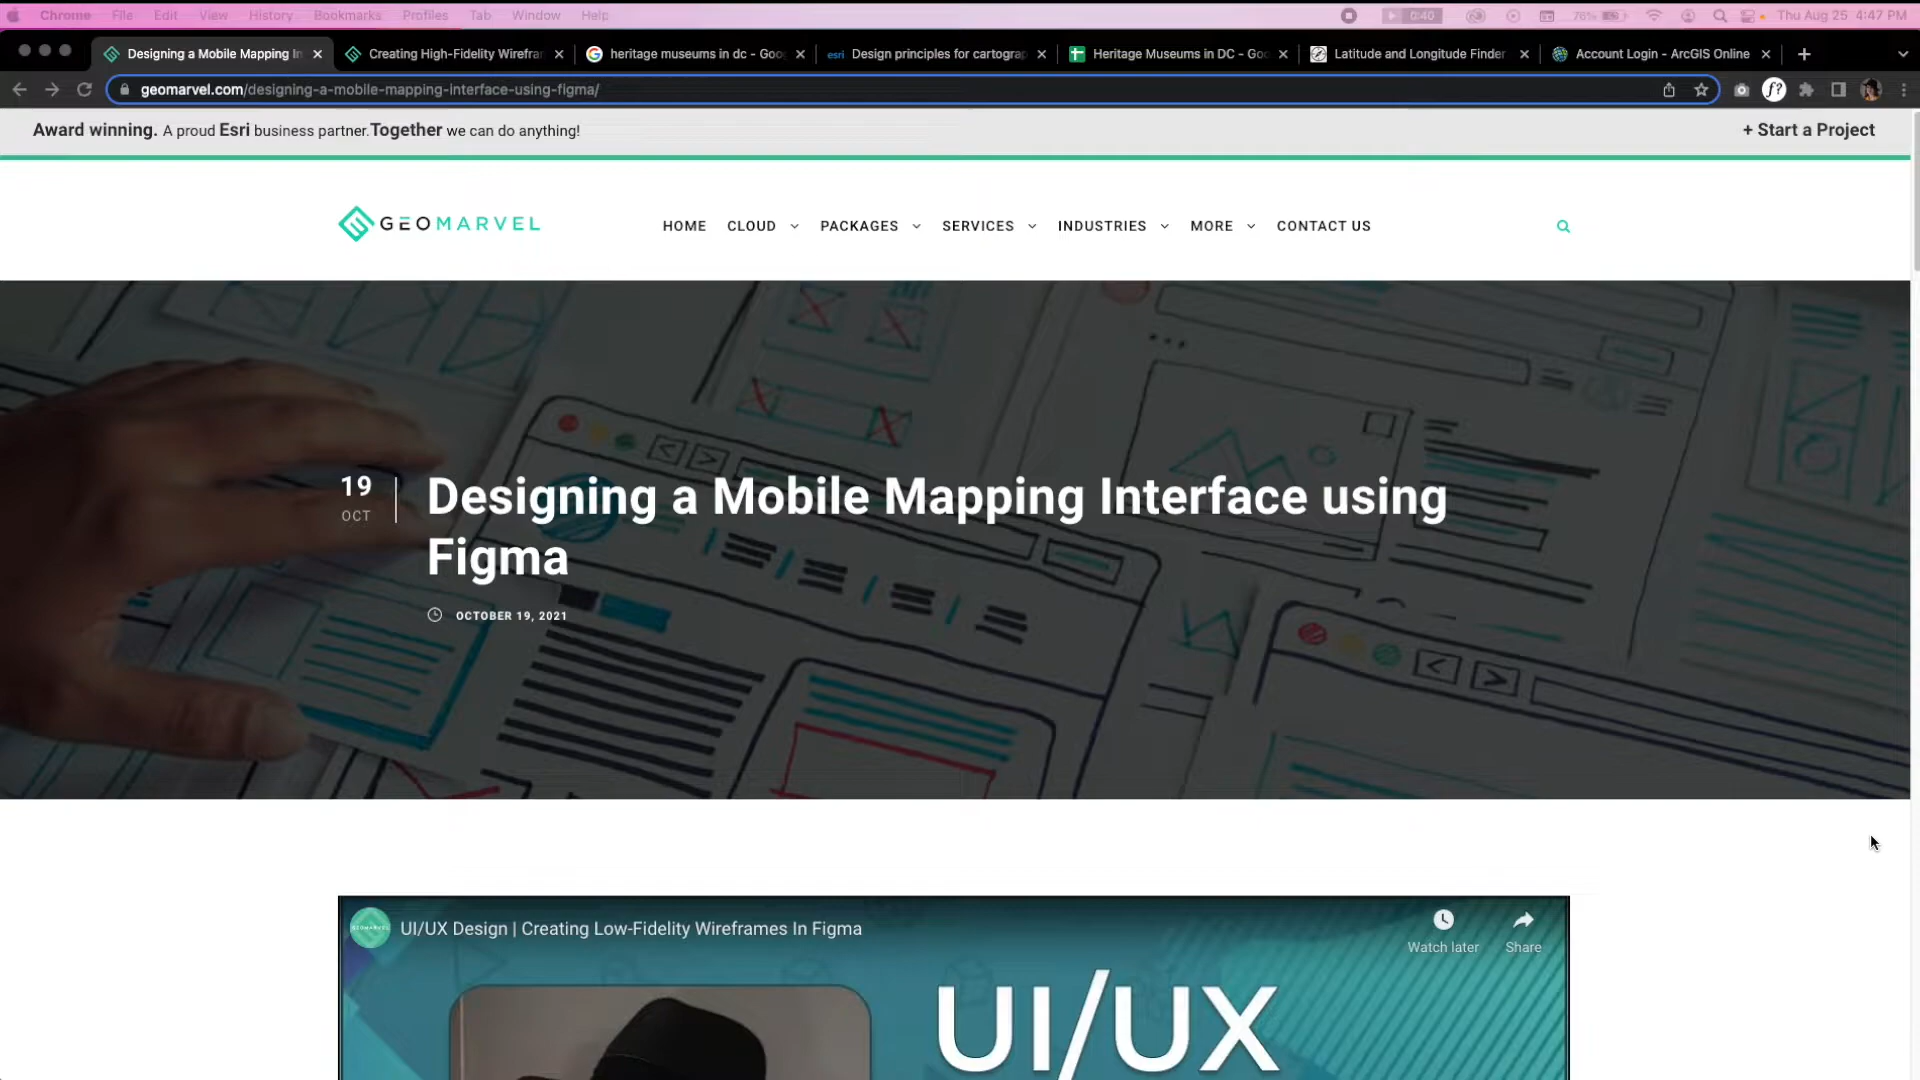 Chrome File Edit View History Bookmarks Profiles Tab Window Help 0:40 76% Thu Aug 25 4:47 PM
Designing a Mobile Mapping In Creating High-Fidelity Wirefra heritage museums in dc - Goo esri Design principles for cartograp Heritage Museums in DC - Goo Latitude and Longitude Finder Account Login - ArcGIS Online
geomarvel.com/designing-a-mobile-mapping-interface-using-figma/ f?
Award winning. A proud Esri business partner.Together we can do anything! + Start a Project
GEOMARVEL HOME CLOUD PACKAGES SERVICES INDUSTRIES MORE CONTACT US
19
OCT
Designing a Mobile Mapping Interface using
Figma
OCTOBER 19, 2021
GEOMARVEL UI/UX Design | Creating Low-Fidelity Wireframes In Figma
Watch later Share
UI/UX